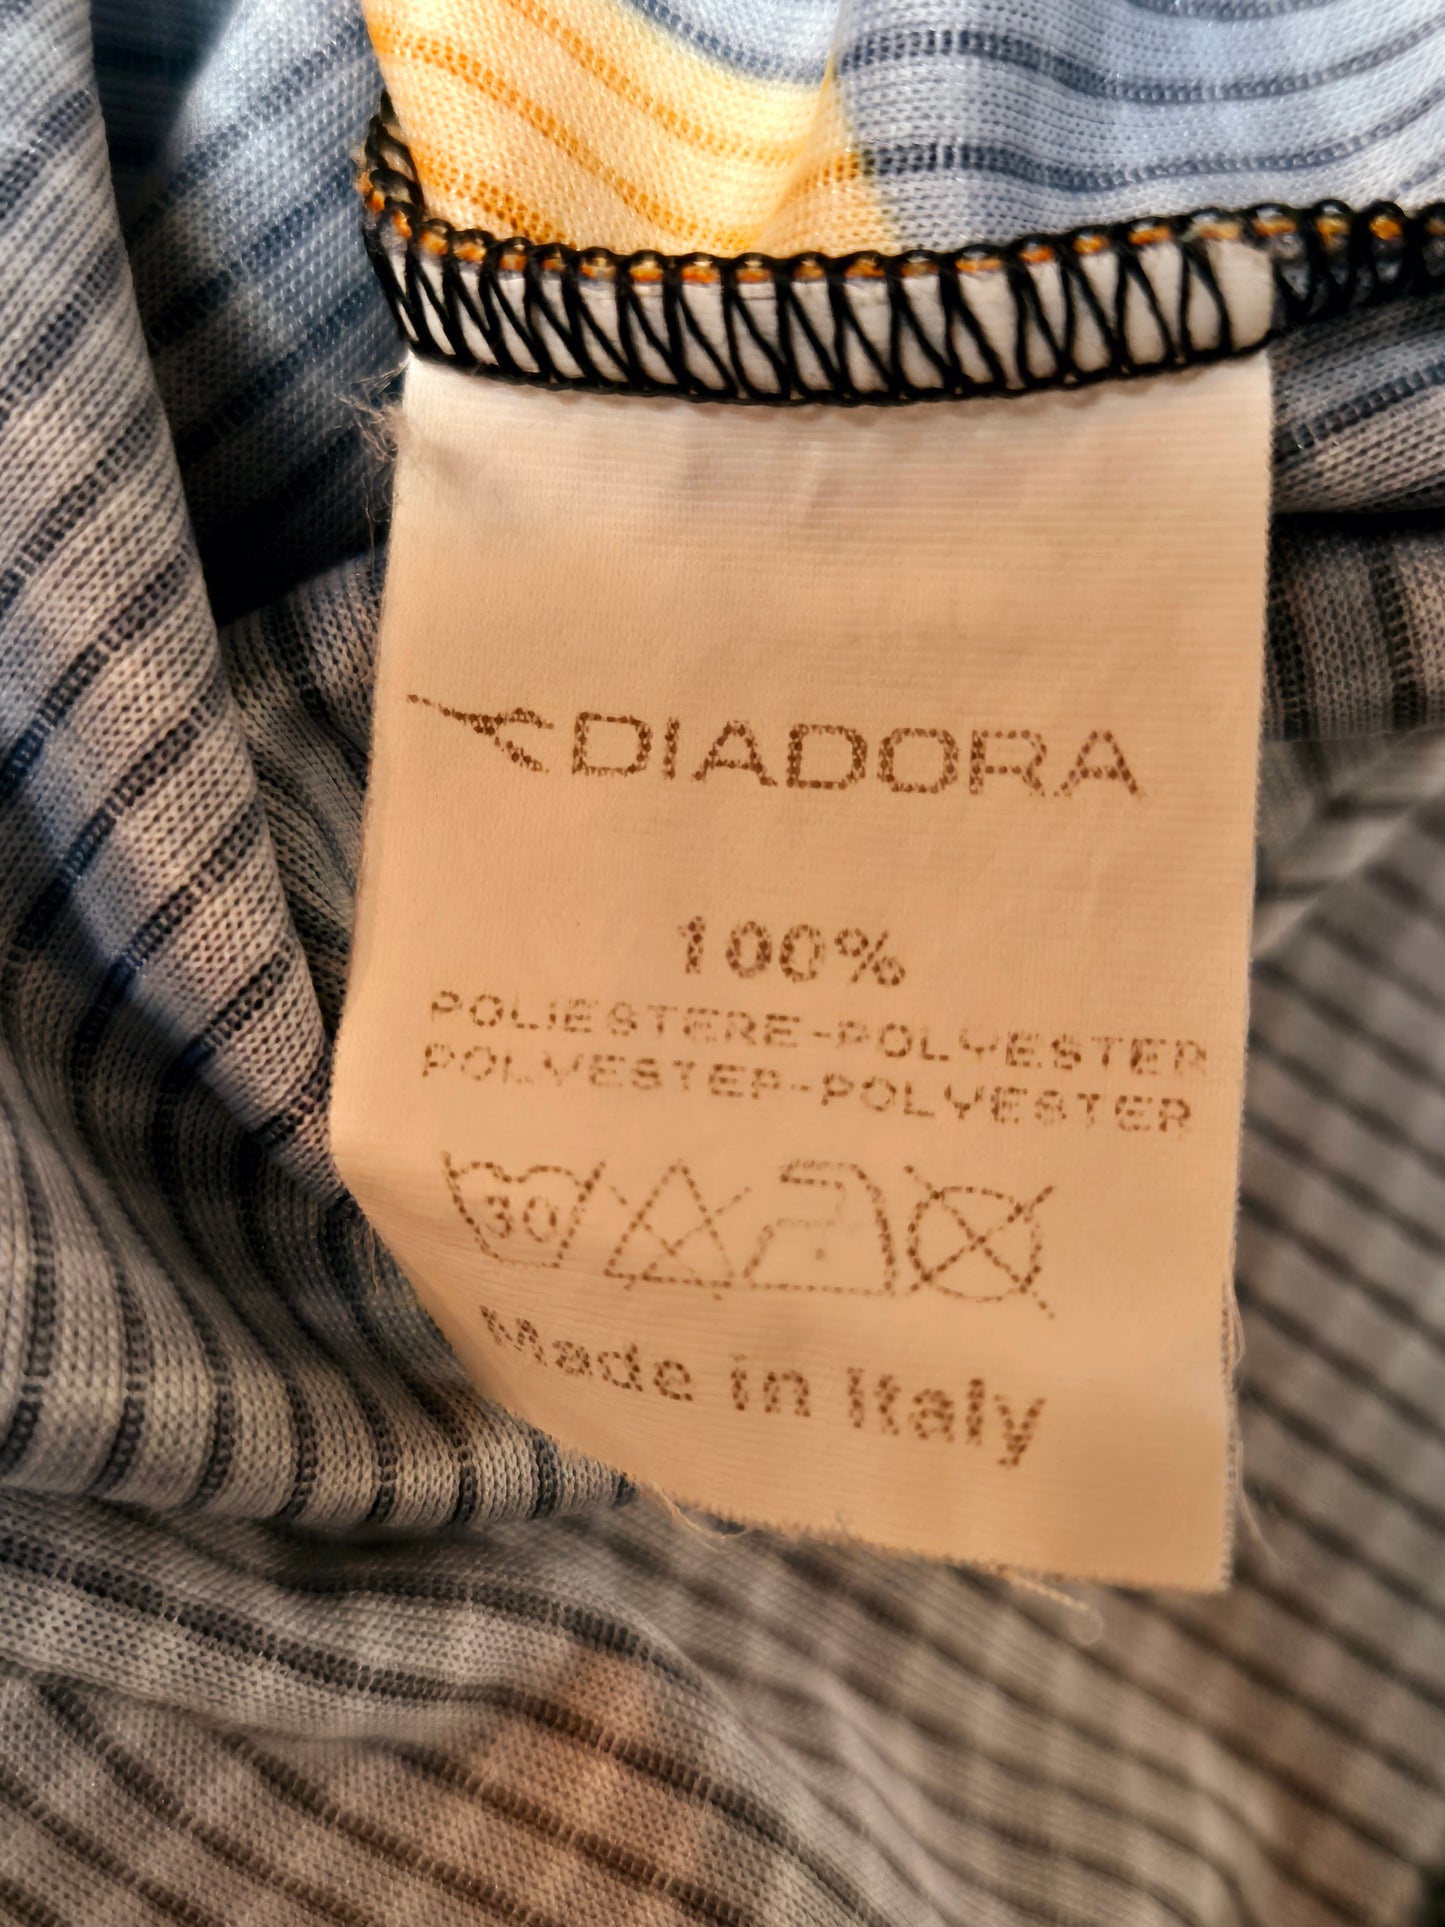 DIADORA
100%
POLIESTERE-POLYESTER
POLYESTER-POLYESTER
30
Made in Italy